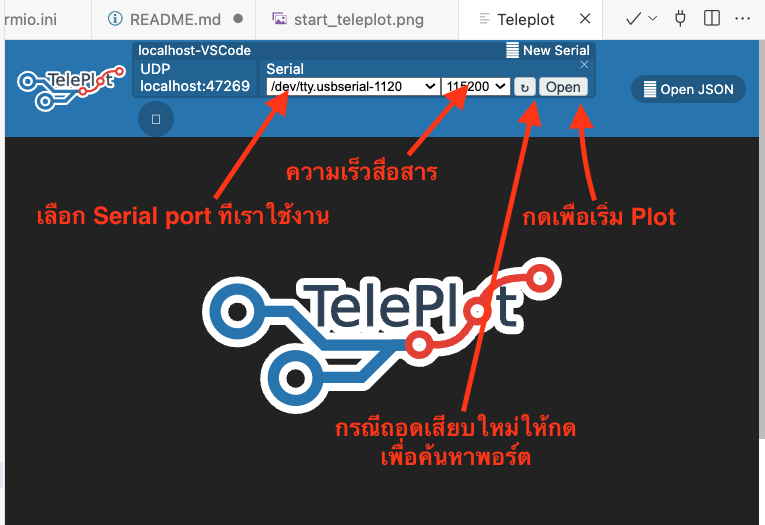 rmio.ini
README.md
start_teleplot.png
Teleplot
localhost-VSCode
New Serial
TelePlot
UDP
localhost:47269
Serial
/dev/tty.usbserial-1120
115200
Open
Open JSON
ความเร็วสื่อสาร
เลือก Serial port ที่เราใช้งาน
กดเพื่อเริ่ม Plot
TelePlot
กรณีถอดเสียบใหม่ให้กด
เพื่อค้นหาพอร์ต